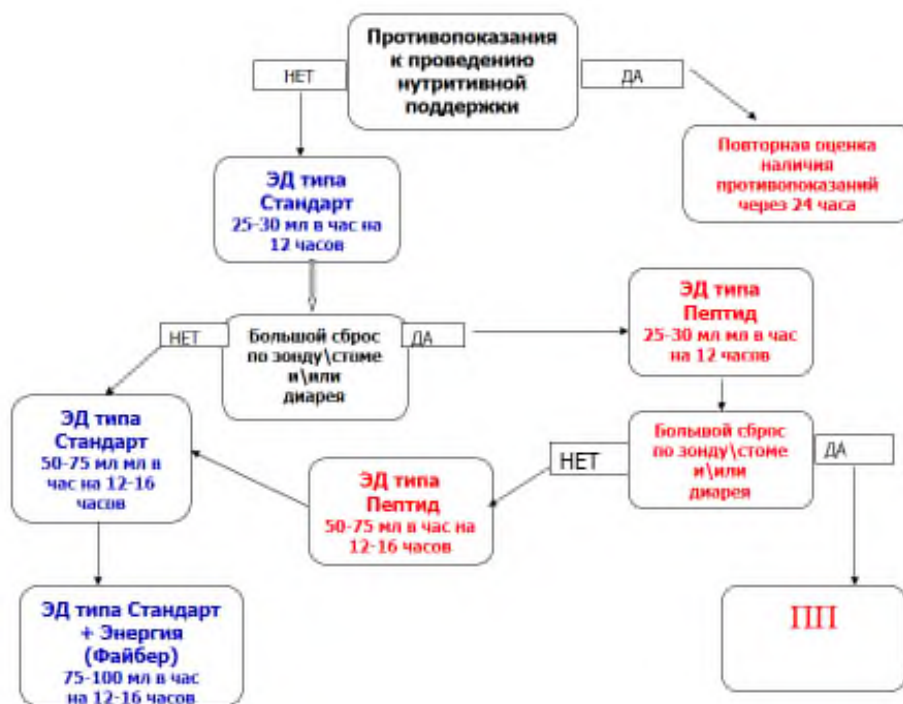 Противопоказания
к проведению
нутритивной
поддержки
НЕТ
ДА
Повторная оценка
наличия
противопоказаний
через 24 часа
ЭД типа
Стандарт
25-30 мл в час на
12 часов
ЭД типа
Пептид
25-30 мл мл в час
на 12 часов
НЕТ
Большой сброс
по зонду\стоме
и\или
диарея
ДА
ЭД типа
Стандарт
50-75 мл мл в
час на 12-16
часов
Большой сброс
по зонду\стоме
и\или
диарея
НЕТ
ДА
ЭД типа
Пептид
50-75 мл в час на
12-16 часов
ЭД типа Стандарт
+ Энергия
(Файбер)
75-100 мл в час
на 12-16 часов
ПП